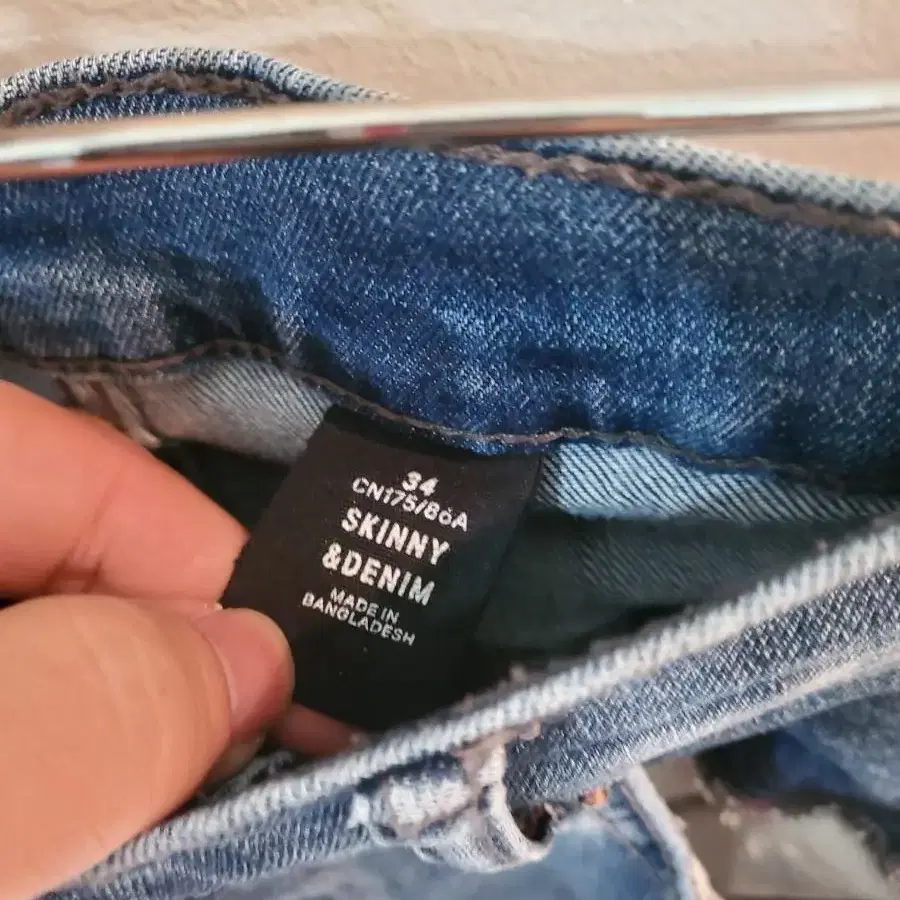 34
CN175/86A
SKINNY
&DENIM
MADE IN
BANGLADESH